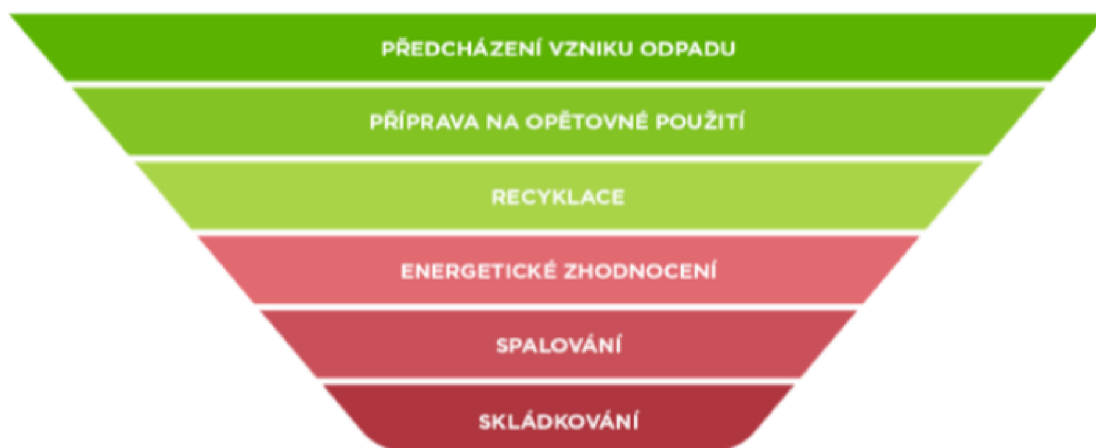 PŘEDCHÁZENÍ VZNIKU ODPADU
PŘÍPRAVA NA OPĚTOVNÉ POUŽITÍ
RECYKLACE
ENERGETICKÉ ZHODNOCENÍ
SPALOVÁNÍ
SKLÁDKOVÁNÍ